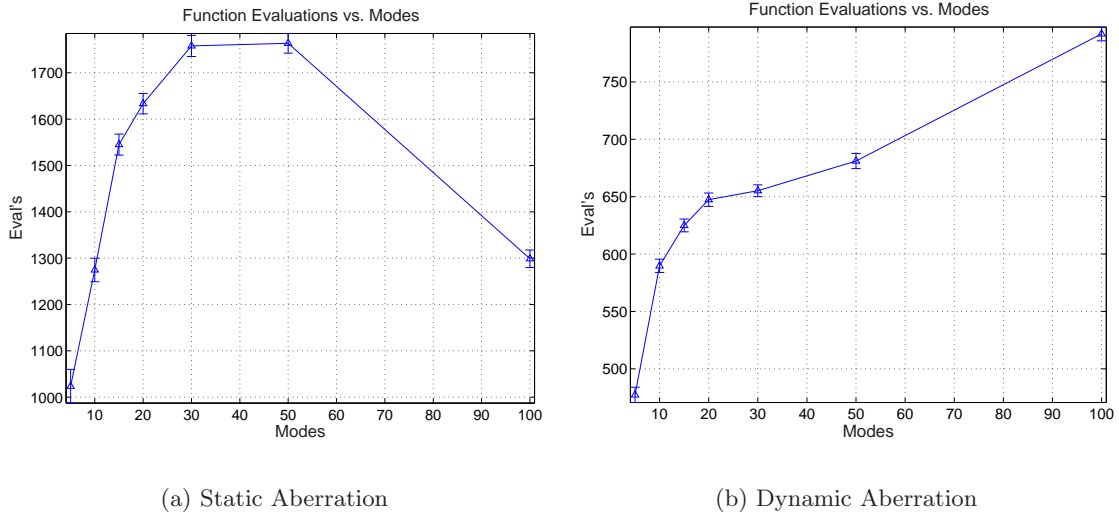 Function Evaluations vs. Modes
1700
1600
1500
1400
1300
1200
1100
1000
Eval's
10 20 30 40 50 60 70 80 90 100
Modes
(a) Static Aberration
Function Evaluations vs. Modes
750
700
650
600
550
500
Eval's
10 20 30 40 50 60 70 80 90 100
Modes
(b) Dynamic Aberration